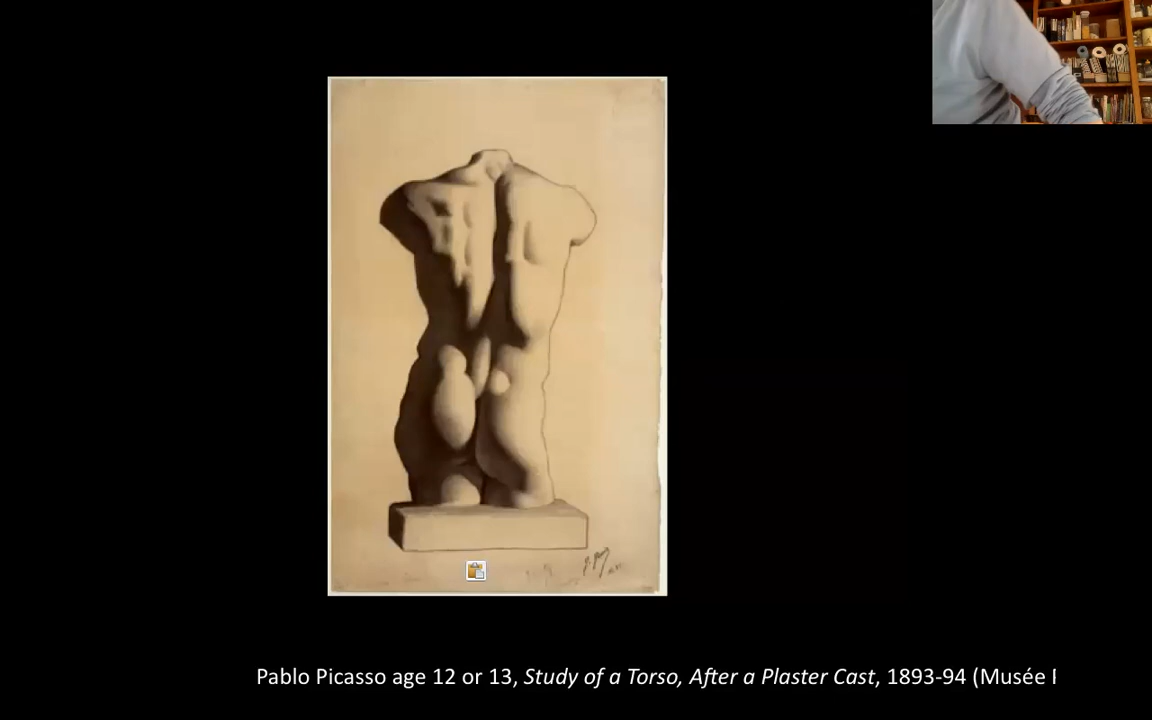 Pablo Picasso age 12 or 13, Study of a Torso, After a Plaster Cast, 1893-94 (Musée